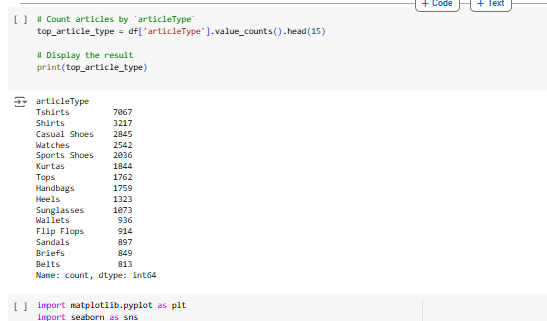 + Code + Text
[ ] # Count articles by `articleType`
top_article_type = df['articleType'].value_counts().head(15)
# Display the result
print(top_article_type)
articleType
Tshirts 7067
Shirts 3217
Casual Shoes 2845
Watches 2542
Sports Shoes 2036
Kurtas 1844
Tops 1762
Handbags 1759
Heels 1323
Sunglasses 1073
Wallets 936
Flip Flops 914
Sandals 897
Briefs 849
Belts 813
Name: count, dtype: int64
[ ] import matplotlib.pyplot as plt
import seaborn as sns